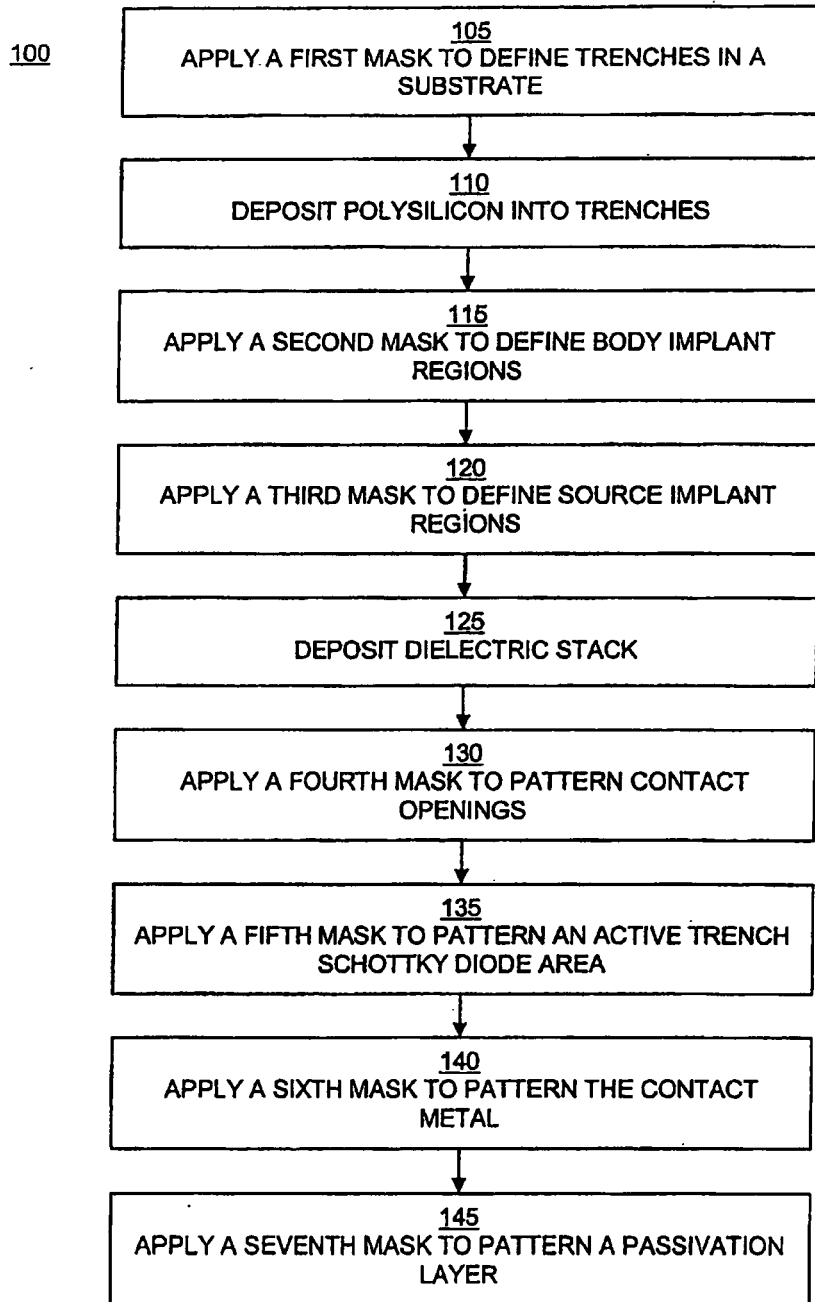 100
105
APPLY A FIRST MASK TO DEFINE TRENCHES IN A
SUBSTRATE
110
DEPOSIT POLYSILICON INTO TRENCHES
115
APPLY A SECOND MASK TO DEFINE BODY IMPLANT
REGIONS
120
APPLY A THIRD MASK TO DEFINE SOURCE IMPLANT
REGIONS
125
DEPOSIT DIELECTRIC STACK
130
APPLY A FOURTH MASK TO PATTERN CONTACT
OPENINGS
135
APPLY A FIFTH MASK TO PATTERN AN ACTIVE TRENCH
SCHOTTKY DIODE AREA
140
APPLY A SIXTH MASK TO PATTERN THE CONTACT
METAL
145
APPLY A SEVENTH MASK TO PATTERN A PASSIVATION
LAYER